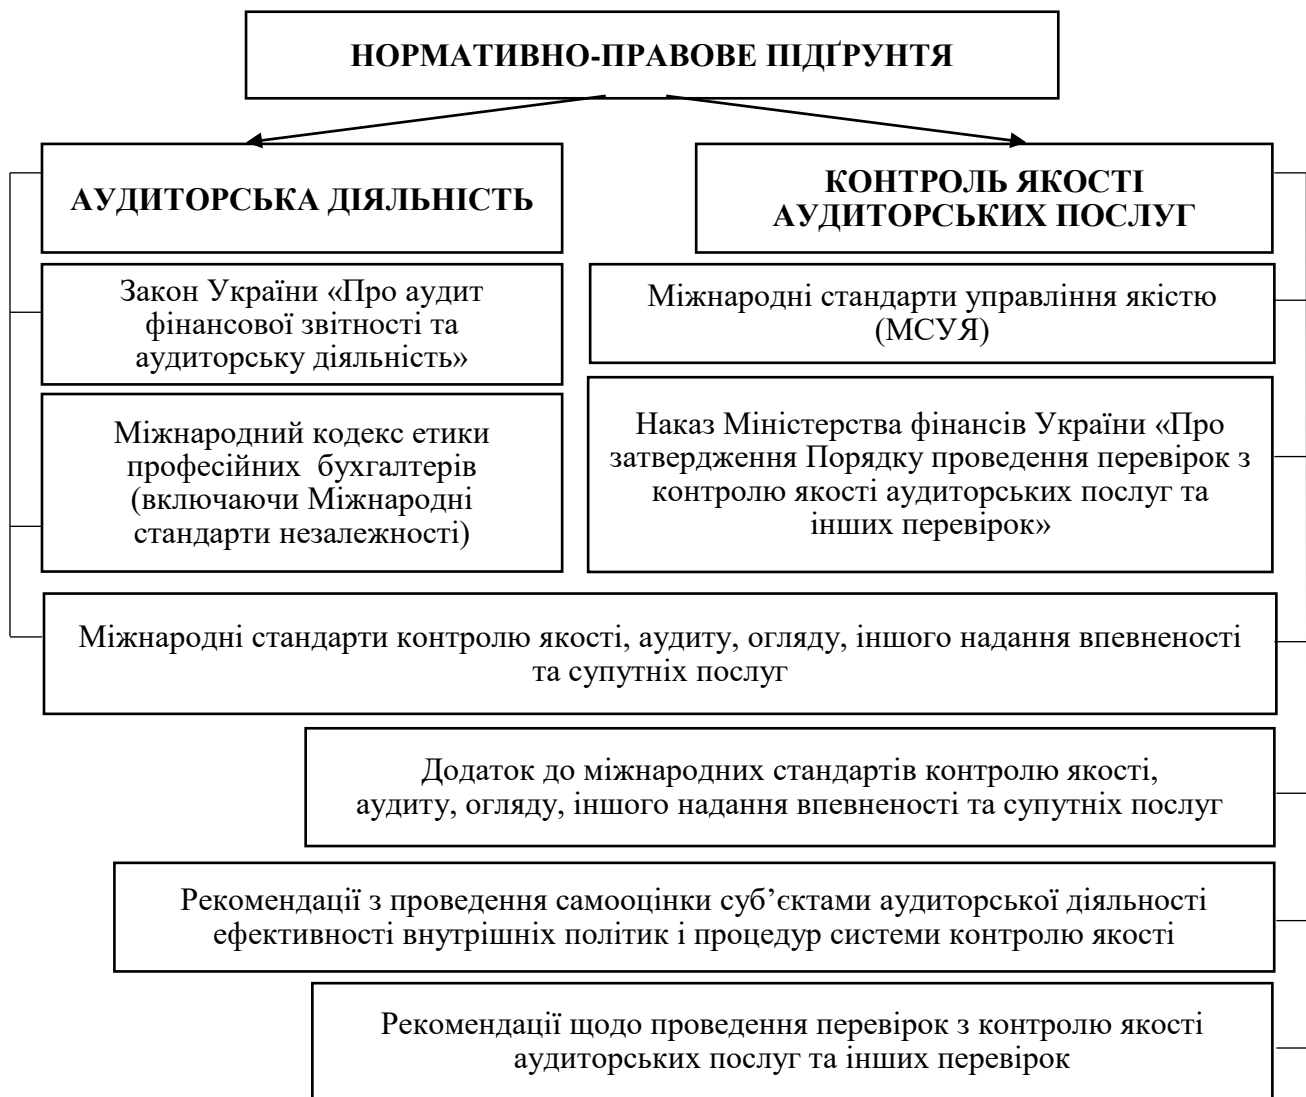 НОРМАТИВНО-ПРАВОВЕ ПІДҐРУНТЯ
АУДИТОРСЬКА ДІЯЛЬНІСТЬ
КОНТРОЛЬ ЯКОСТІ
АУДИТОРСЬКИХ ПОСЛУГ
Закон України «Про аудит
фінансової звітності та
аудиторську діяльність»
Міжнародні стандарти управління якістю
(МСУЯ)
Міжнародний кодекс етики
професійних бухгалтерів
(включаючи Міжнародні
стандарти незалежності)
Наказ Міністерства фінансів України «Про
затвердження Порядку проведення перевірок з
контролю якості аудиторських послуг та
інших перевірок»
Міжнародні стандарти контролю якості, аудиту, огляду, іншого надання впевненості
та супутніх послуг
Додаток до міжнародних стандартів контролю якості,
аудиту, огляду, іншого надання впевненості та супутніх послуг
Рекомендації з проведення самооцінки суб’єктами аудиторської діяльності
ефективності внутрішніх політик і процедур системи контролю якості
Рекомендації щодо проведення перевірок з контролю якості
аудиторських послуг та інших перевірок